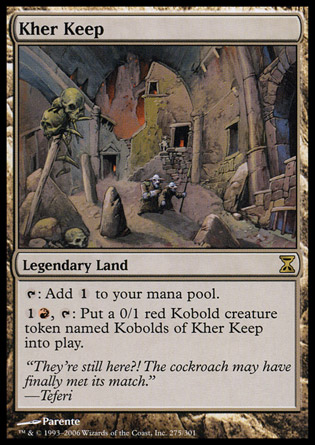 Kher Keep
Legendary Land
: Add 1 to your mana pool.
1 , : Put a 0/1 red Kobold creature
token named Kobolds of Kher Keep
into play.
"They're still here?! The cockroach may have
finally met its match."
—Teferi
Parente
™ & © 1993–2006 Wizards of the Coast, Inc. 275/301